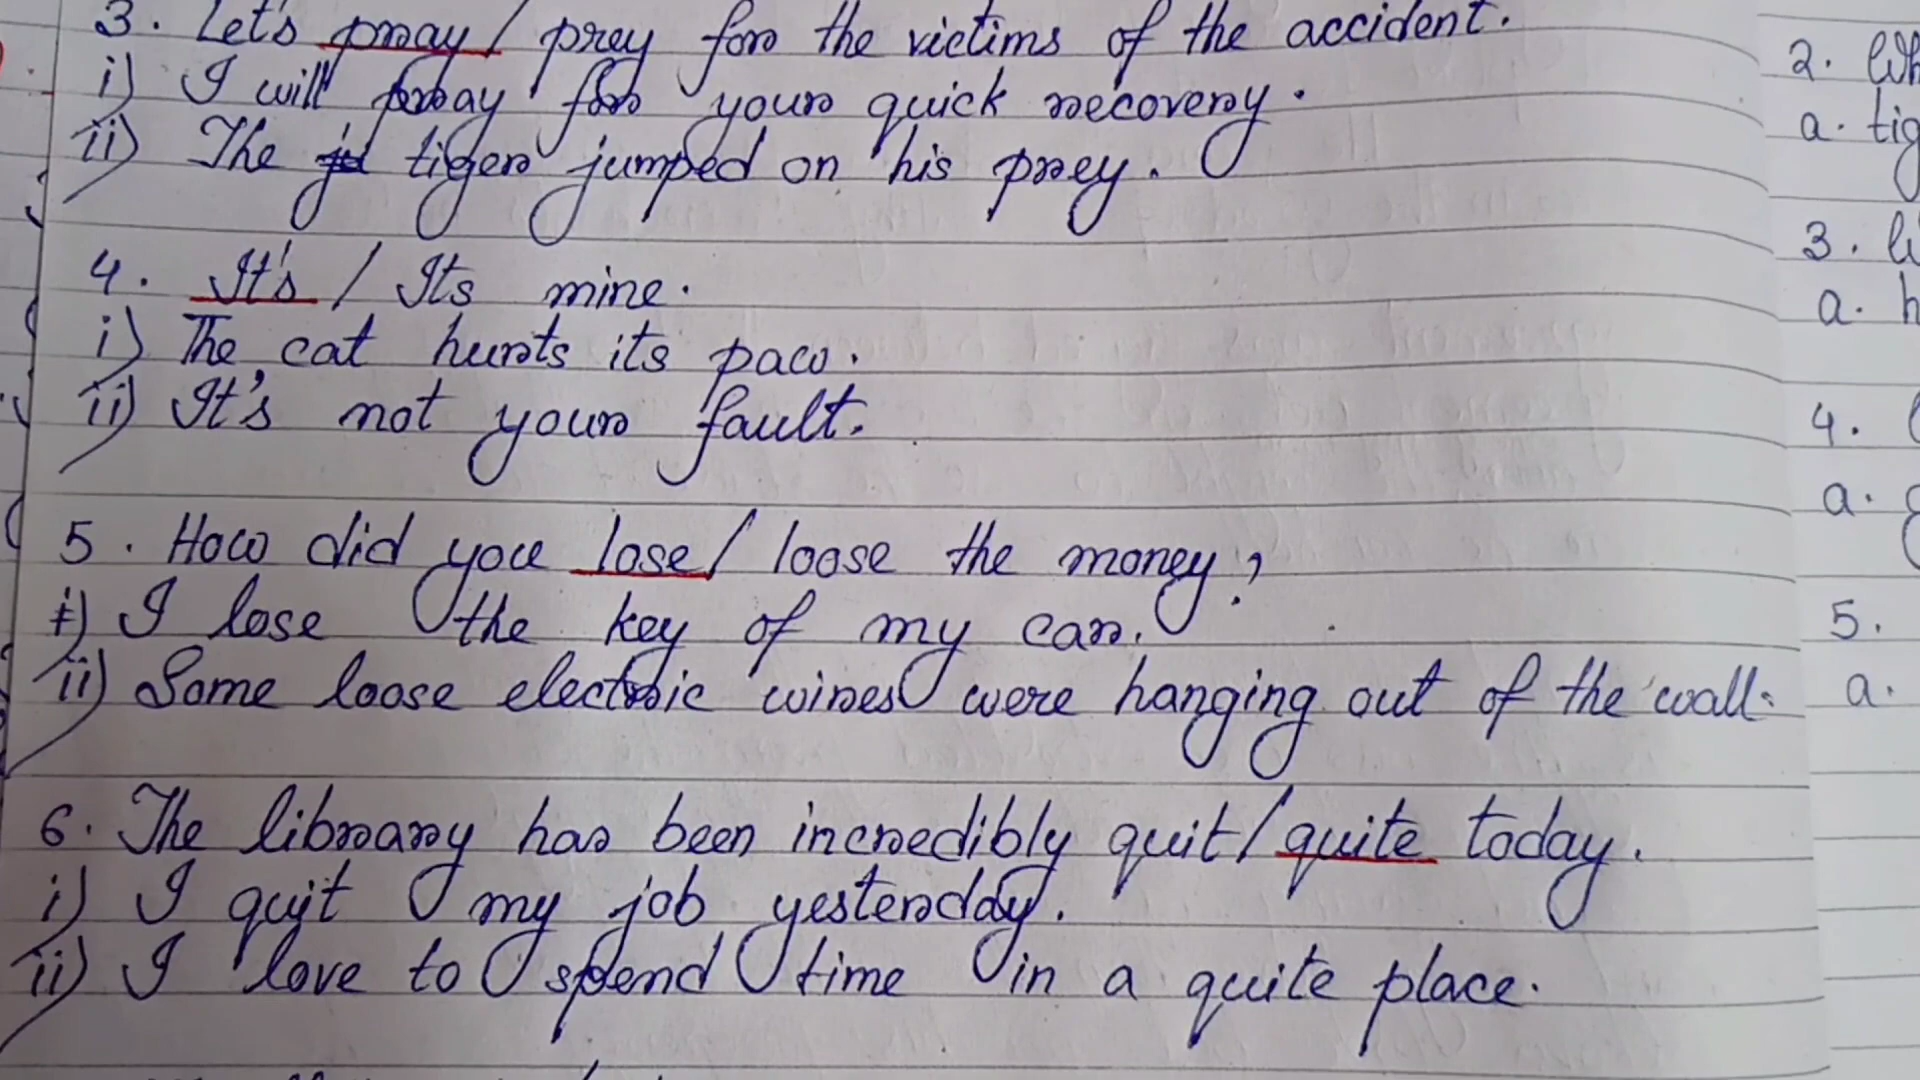 3. Let's pray / prey for the victims of the accident.
i) I will pray for your quick recovery.
ii) The tiger jumped on his prey.
4. It's / Its mine.
i) The cat hurts its paw.
ii) It's not your fault.
5. How did you lose / loose the money?
i) I lose the key of my car.
ii) Some loose electric wires were hanging out of the wall.
6. The library has been incredibly quit / quite today.
i) I quit my job yesterday.
ii) I love to spend time in a quite place.
2. Wh
a. tig
3. li
a. h
4.
a.
5.
a.